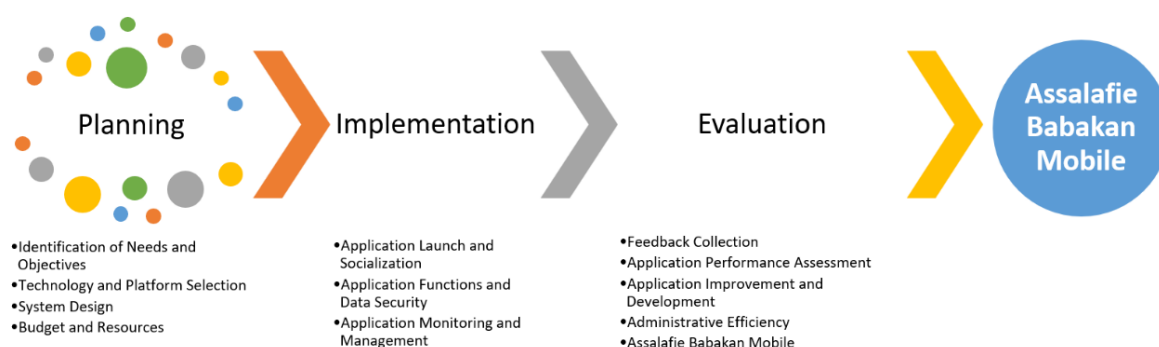 Planning
Implementation
Evaluation
Assalafie
Babakan
Mobile
•Identification of Needs and
Objectives
•Technology and Platform Selection
•System Design
•Budget and Resources
•Application Launch and
Socialization
•Application Functions and
Data Security
•Application Monitoring and
Management
•Feedback Collection
•Application Performance Assessment
•Application Improvement and
Development
•Administrative Efficiency
•Assalafie Babakan Mobile